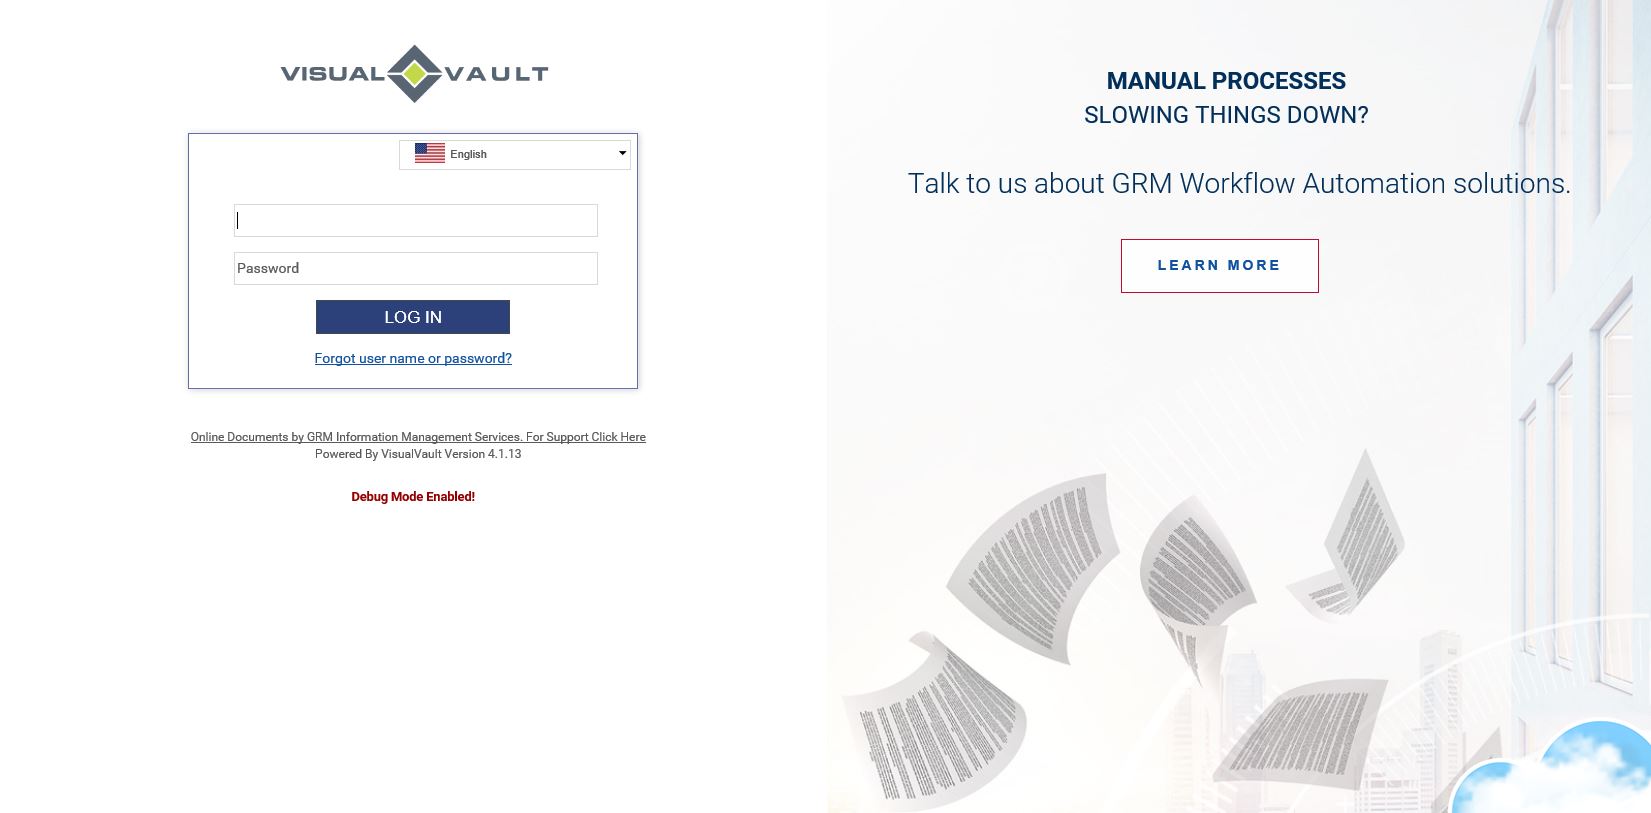 VISUAL VAULT
English
Password
LOG IN
Forgot user name or password?
Online Documents by GRM Information Management Services. For Support Click Here
Powered By VisualVault Version 4.1.13
Debug Mode Enabled!
MANUAL PROCESSES
SLOWING THINGS DOWN?
Talk to us about GRM Workflow Automation solutions.
LEARN MORE